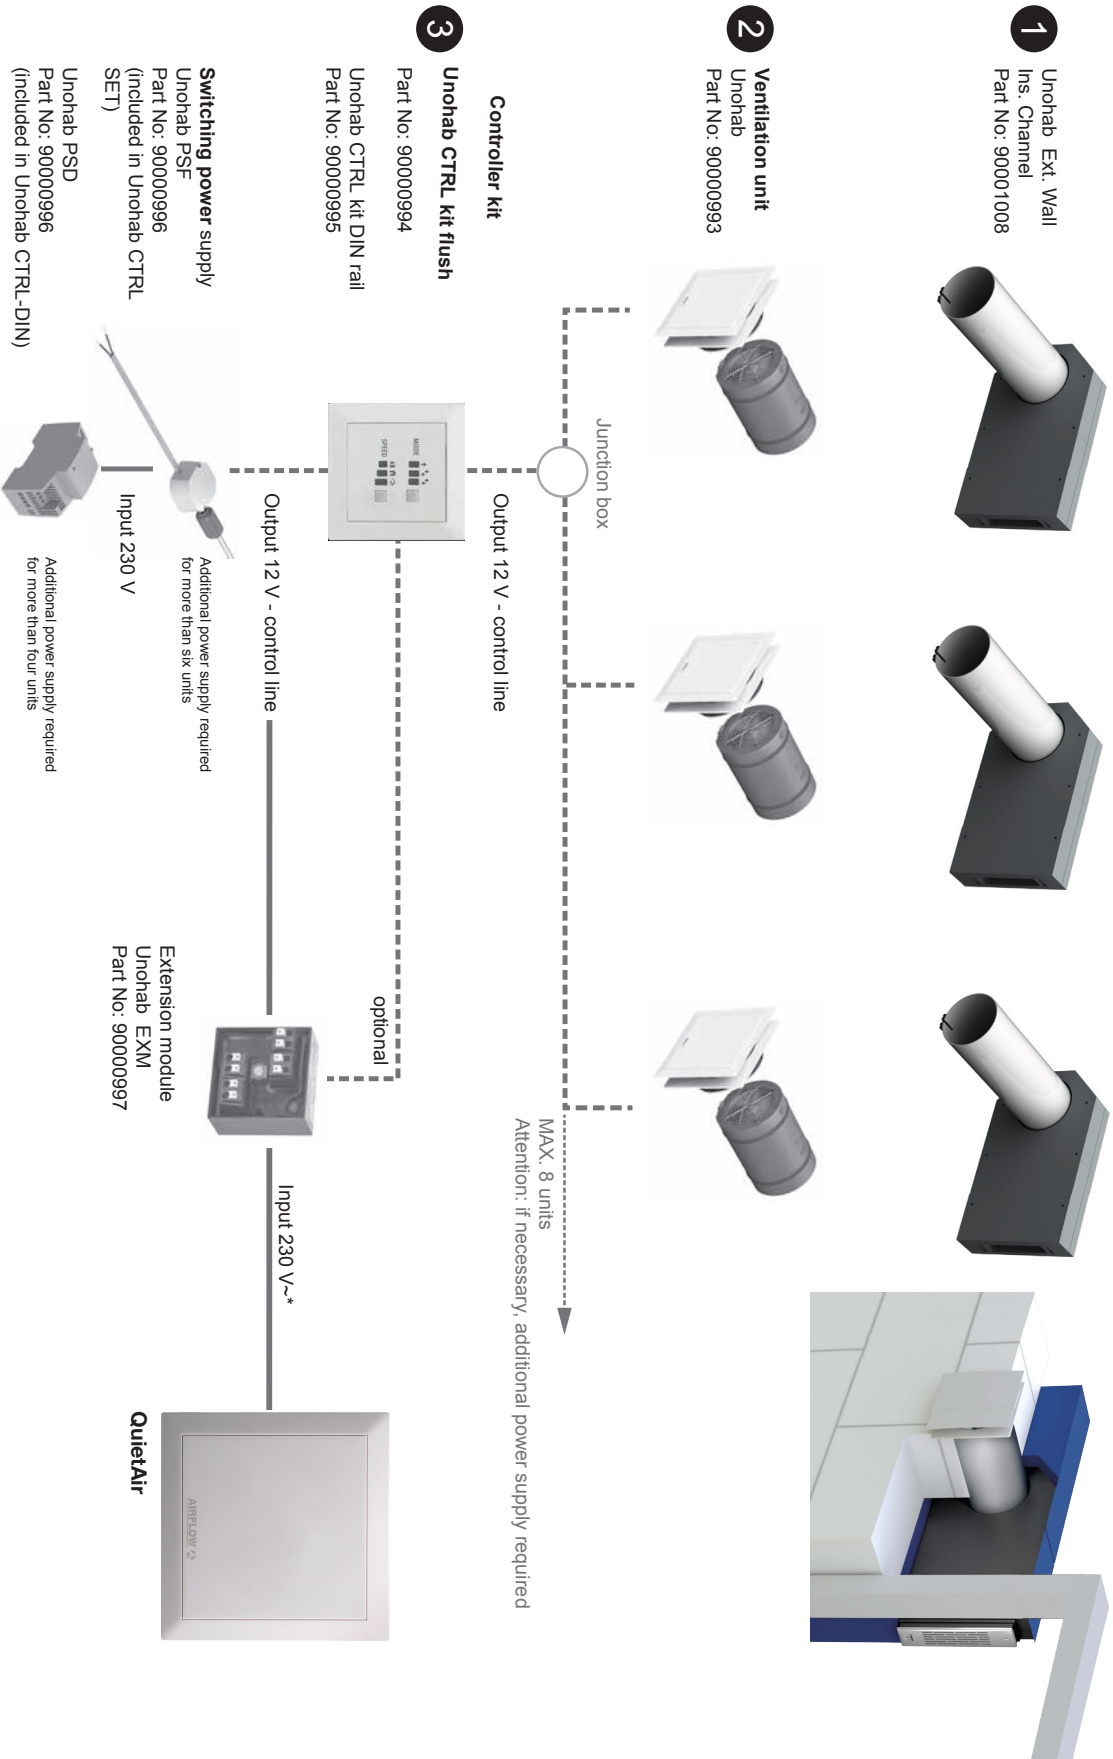 1
Unohab Ext. Wall
Ins. Channel
Part No: 90001008
2
Ventilation unit
Unohab
Part No: 90000993
Junction box
MAX. 8 units
Attention: if necessary, additional power supply required
3
Controller kit
Unohab CTRL kit flush
Part No: 90000994
Unohab CTRL kit DIN rail
Part No: 90000995
MODE
SPEED
Output 12 V - control line
optional
Switching power supply
Unohab PSF
Part No: 90000996
(included in Unohab CTRL
SET)
Unohab PSD
Part No: 90000996
(included in Unohab CTRL-DIN)
Output 12 V - control line
Additional power supply required
for more than six units
Input 230 V
Additional power supply required
for more than four units
Extension module
Unohab EXM
Part No: 90000997
Input 230 V~*
AIRFLOW
QuietAir